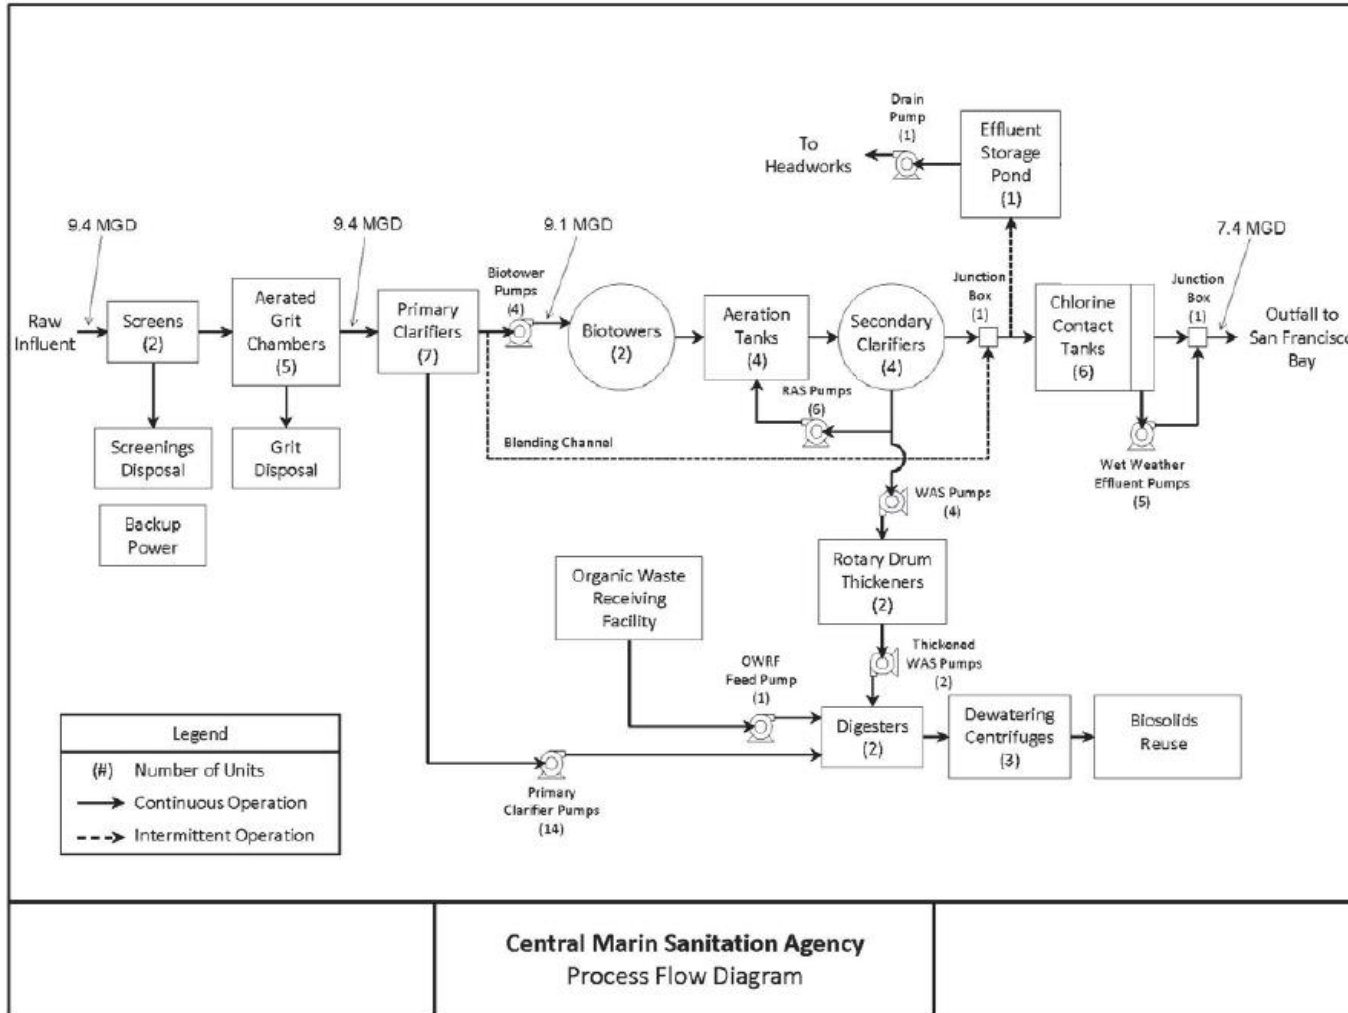 Drain
Pump
(1)
To
Headworks
Effluent
Storage
Pond
(1)
9.4 MGD
9.4 MGD
9.1 MGD
7.4 MGD
Raw
Influent
Screens
(2)
Aerated
Grit
Chambers
(5)
Primary
Clarifiers
(7)
Biotower
Pumps
(4)
Biotowers
(2)
Aeration
Tanks
(4)
Secondary
Clarifiers
(4)
Junction
Box
(1)
Chlorine
Contact
Tanks
(6)
Junction
Box
(1)
Outfall to
San Francisco
Bay
RAS Pumps
(6)
Screenings
Disposal
Grit
Disposal
Blending Channel
Wet Weather
Effluent Pumps
(5)
Backup
Power
WAS Pumps
(4)
Organic Waste
Receiving
Facility
Rotary Drum
Thickeners
(2)
Thickened
WAS Pumps
(2)
OWRF
Feed Pump
(1)
Digesters
(2)
Dewatering
Centrifuges
(3)
Biosolids
Reuse
Primary
Clarifier Pumps
(14)
Legend
(#) Number of Units
Continuous Operation
Intermittent Operation
Central Marin Sanitation Agency
Process Flow Diagram